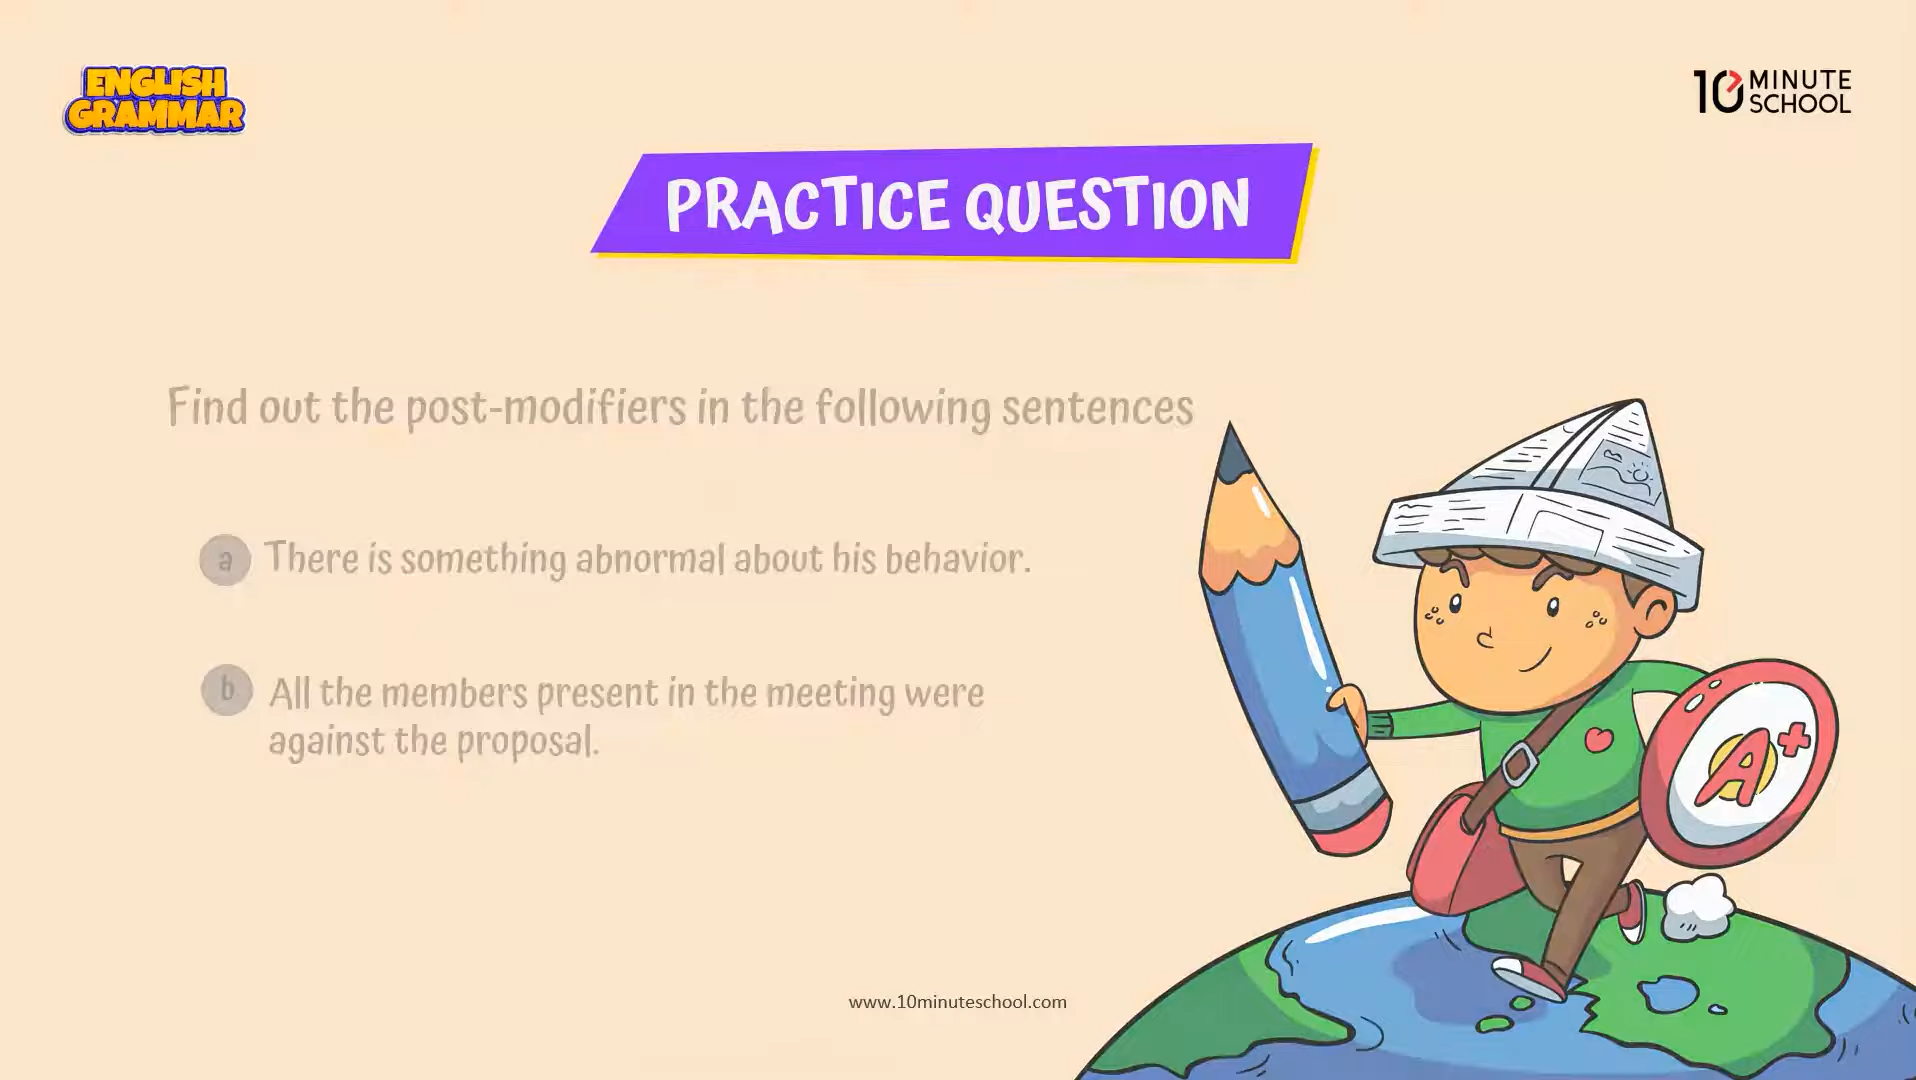 ENGLISH
GRAMMAR
10 MINUTE
SCHOOL
PRACTICE QUESTION
Find out the post-modifiers in the following sentences
a There is something abnormal about his behavior.
b All the members present in the meeting were
against the proposal.
A+
www.10minuteschool.com